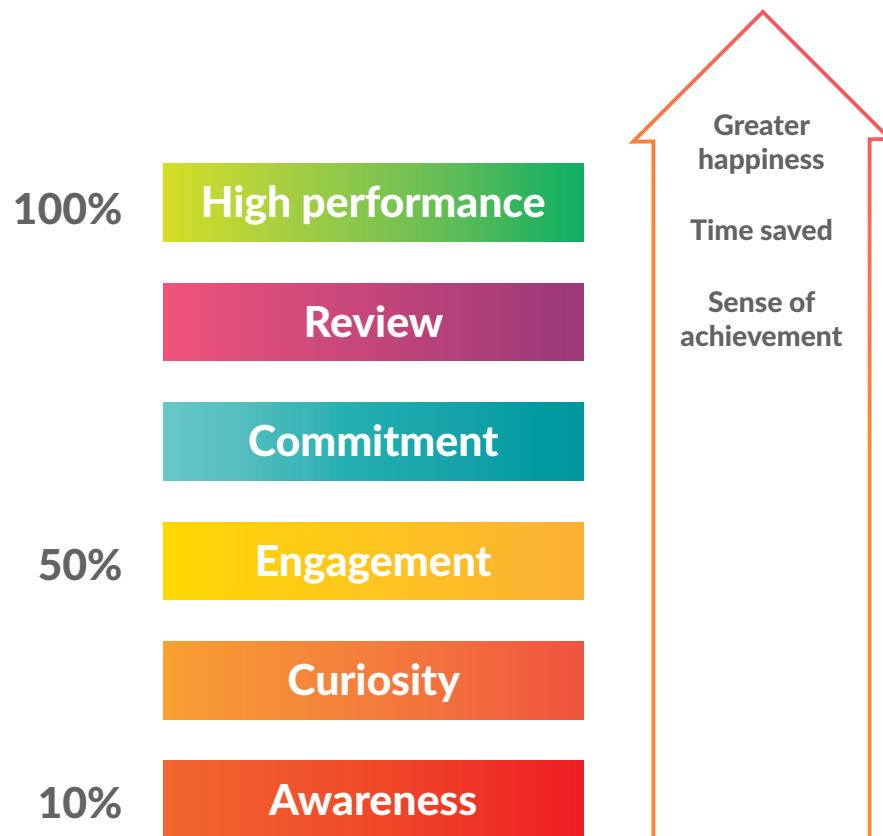 100%
High performance
Review
Commitment
50%
Engagement
Curiosity
10%
Awareness
Greater
happiness
Time saved
Sense of
achievement